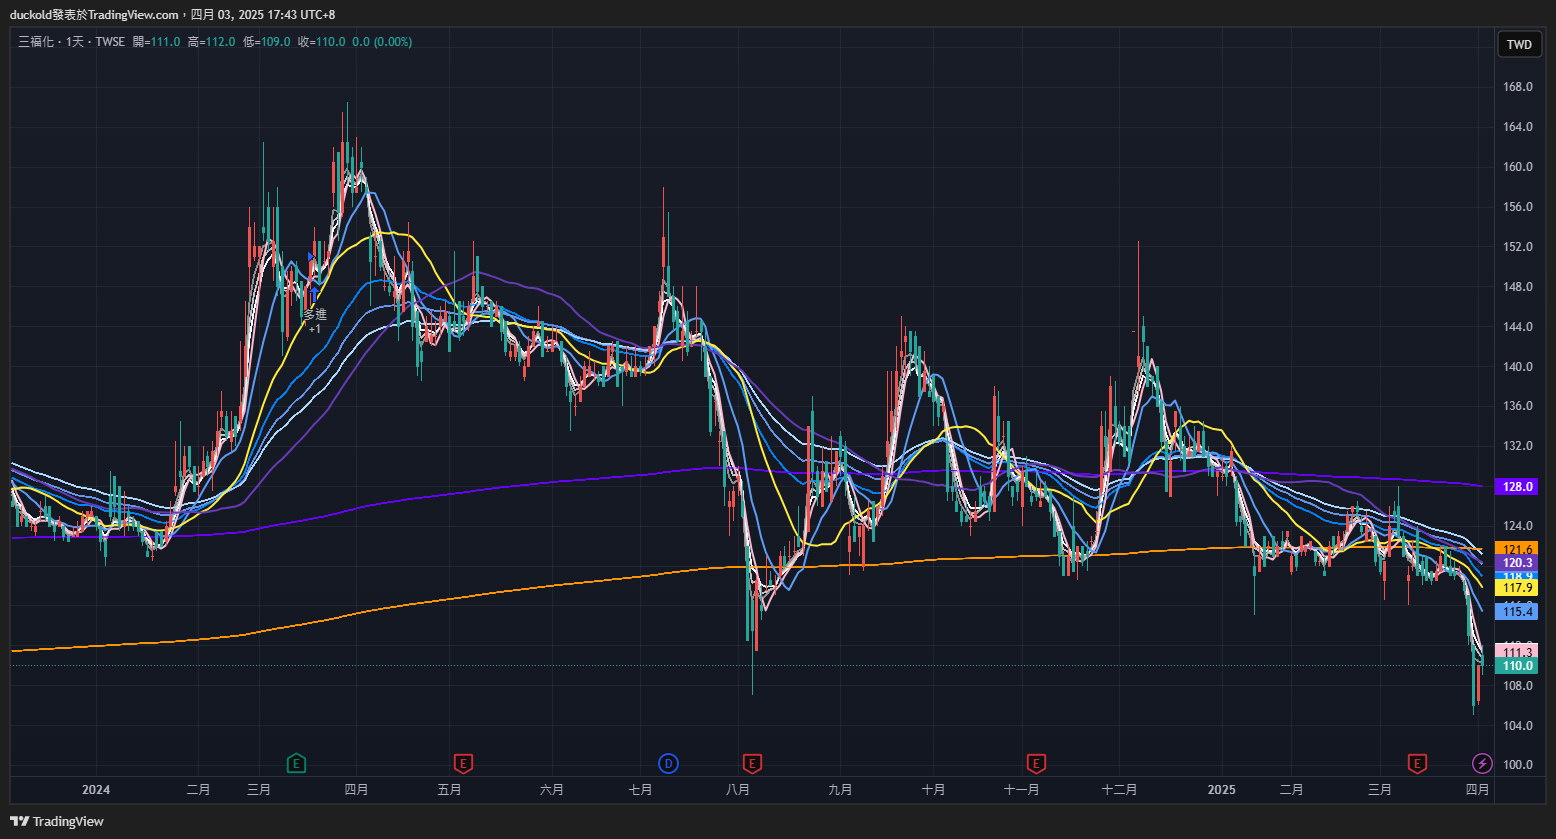 duckold發表於TradingView.com，四月 03, 2025 17:43 UTC+8
三福化・1天・TWSE 開=111.0 高=112.0 低=109.0 收=110.0 0.0 (0.00%)
TWD
168.0
164.0
160.0
156.0
152.0
148.0
144.0
140.0
136.0
132.0
128.0
124.0
121.6
120.3
118.9
117.9
115.4
111.3
110.0
108.0
104.0
100.0
多進
+1
E
E
D
E
E
E
2024
二月
三月
四月
五月
六月
七月
八月
九月
十月
十一月
十二月
2025
二月
三月
四月
TradingView